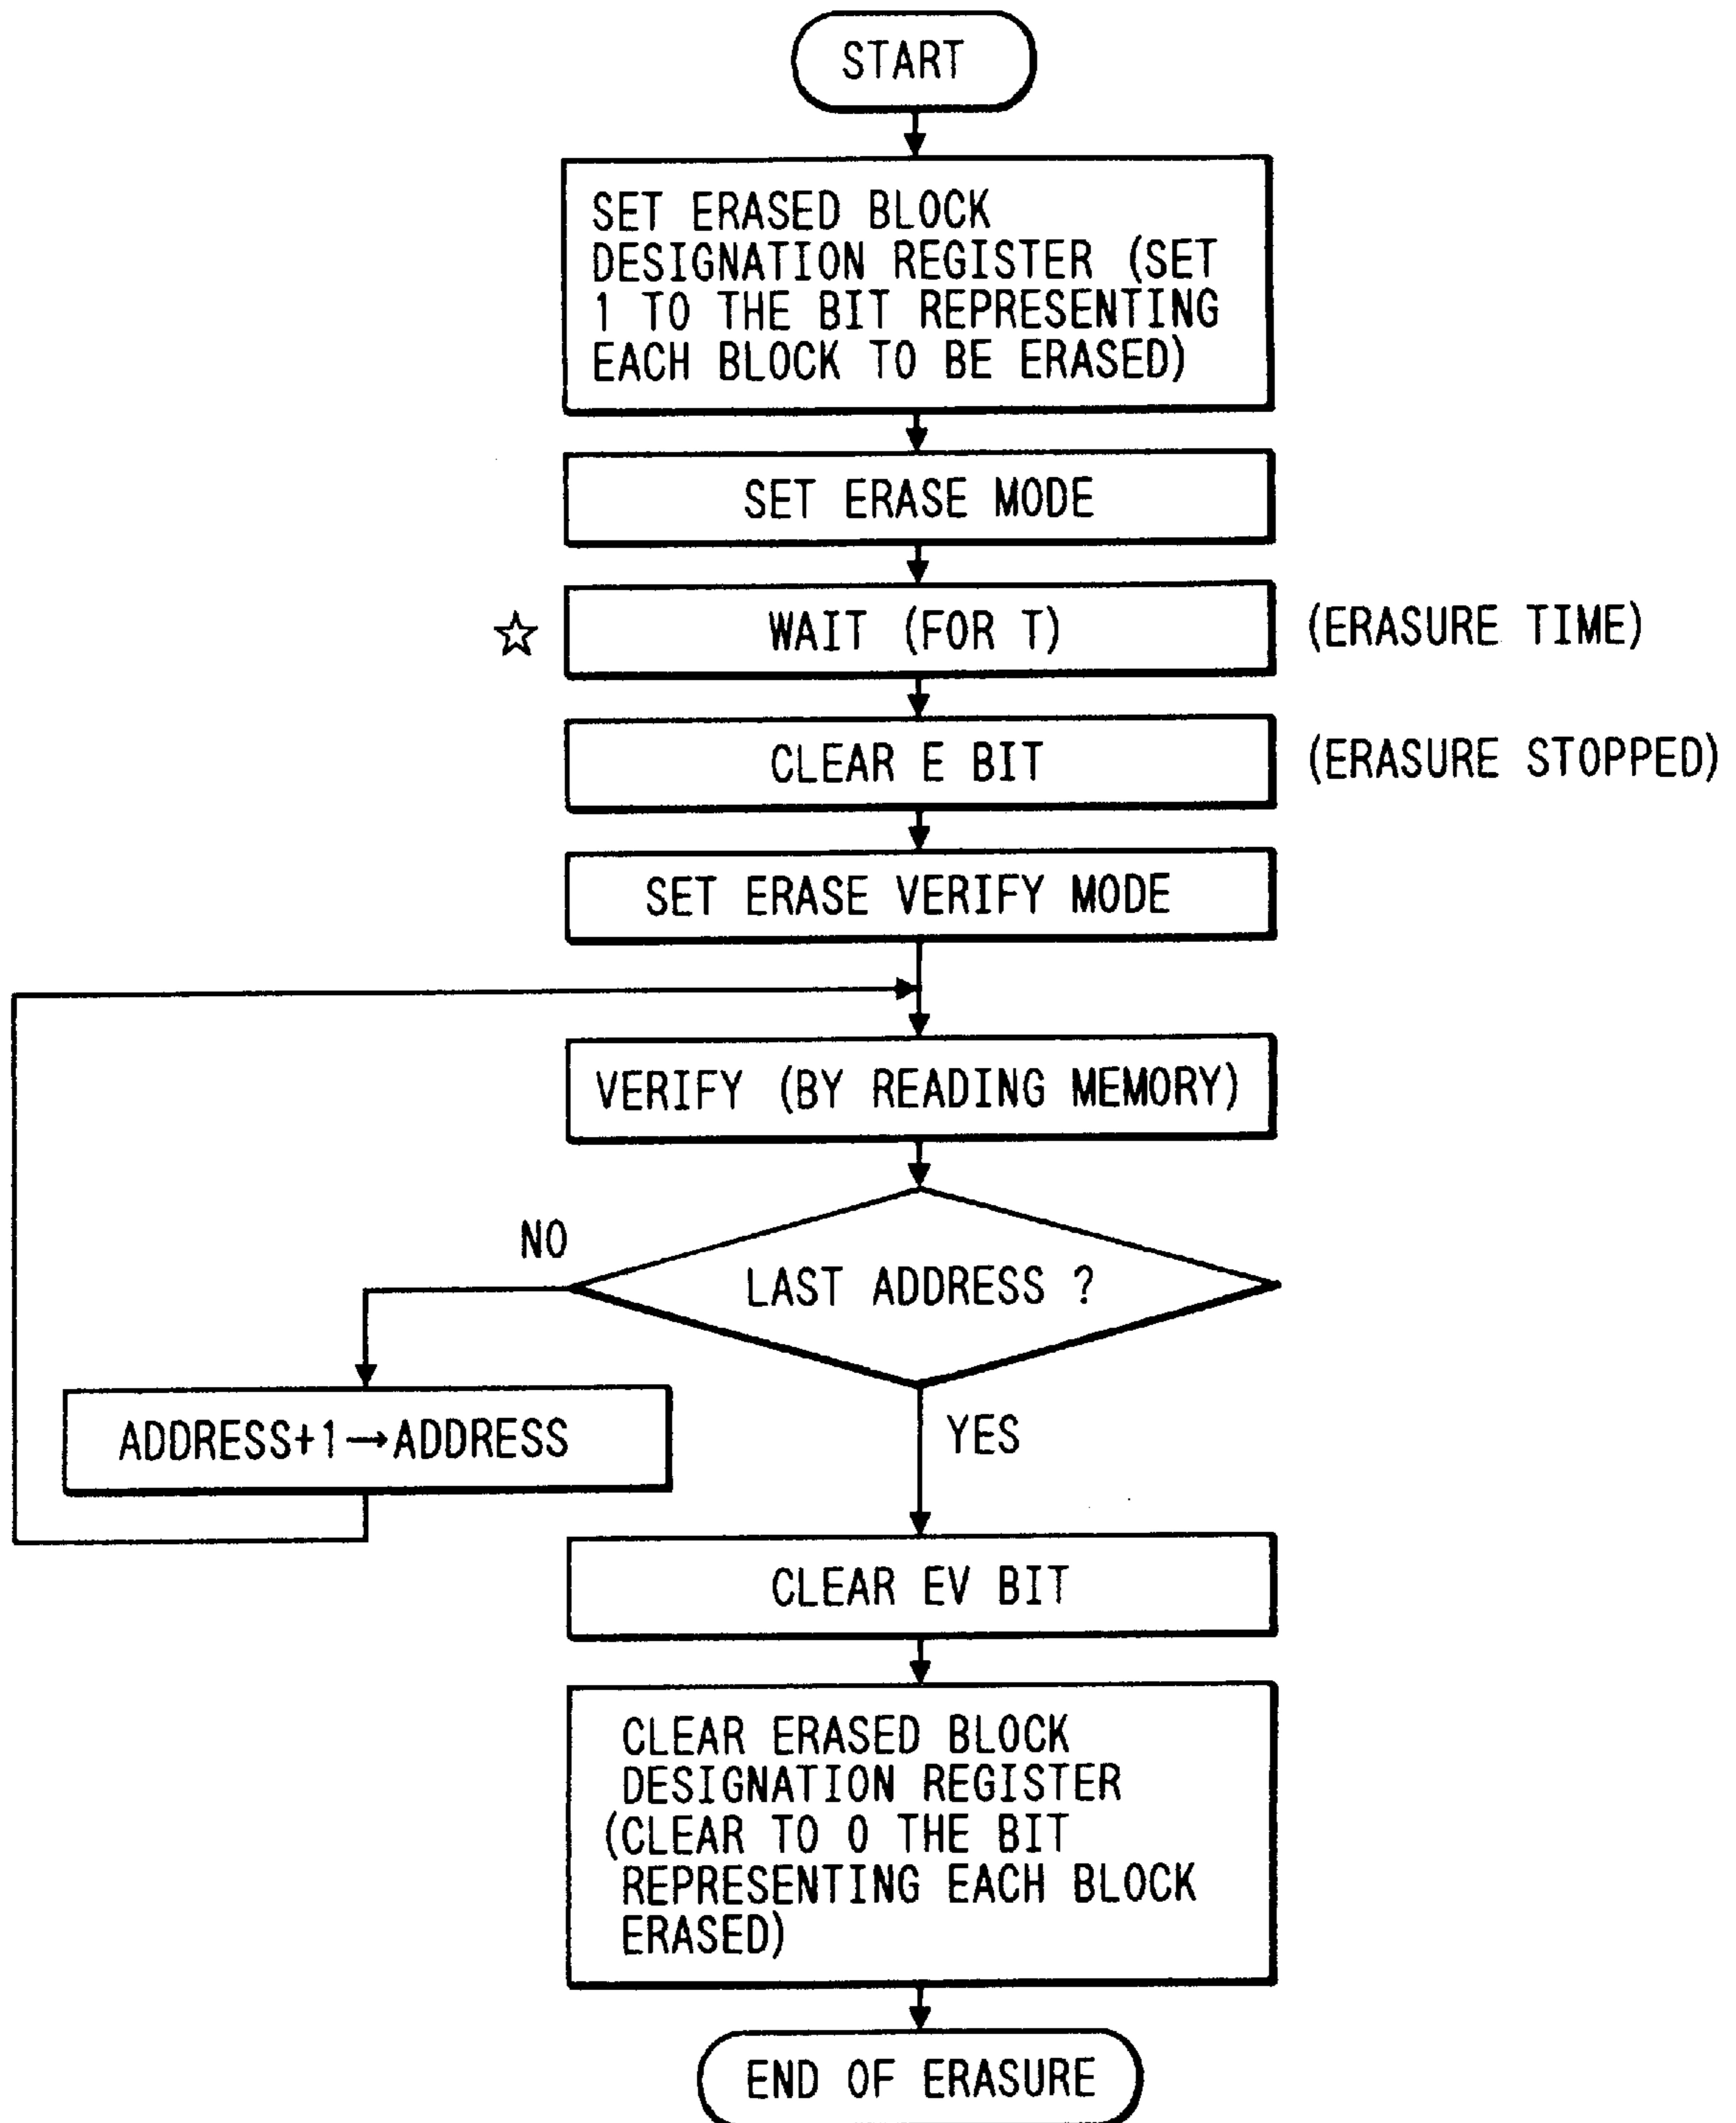 START
SET ERASED BLOCK
DESIGNATION REGISTER (SET
1 TO THE BIT REPRESENTING
EACH BLOCK TO BE ERASED)
SET ERASE MODE
☆ WAIT (FOR T) (ERASURE TIME)
CLEAR E BIT (ERASURE STOPPED)
SET ERASE VERIFY MODE
VERIFY (BY READING MEMORY)
NO
LAST ADDRESS ?
ADDRESS+1→ADDRESS
YES
CLEAR EV BIT
CLEAR ERASED BLOCK
DESIGNATION REGISTER
(CLEAR TO 0 THE BIT
REPRESENTING EACH BLOCK
ERASED)
END OF ERASURE